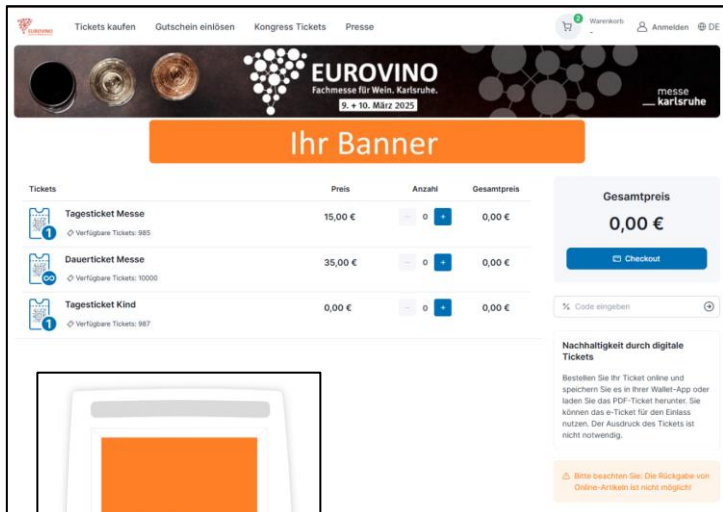 EUROVINO
Tickets kaufen
Gutschein einlösen
Kongress Tickets
Presse
2
Warenkorb
-
Anmelden
DE
EUROVINO
Fachmesse für Wein. Karlsruhe.
9. + 10. März 2025
messe
karlsruhe
Ihr Banner
Tickets Preis Anzahl Gesamtpreis
Tagesticket Messe 15,00 € − 0 + 0,00 €
1
Verfügbare Tickets: 985
Dauerticket Messe 35,00 € − 0 + 0,00 €
∞
Verfügbare Tickets: 10000
Tagesticket Kind 0,00 € − 0 + 0,00 €
1
Verfügbare Tickets: 987
Gesamtpreis
0,00 €
Checkout
% Code eingeben
Nachhaltigkeit durch digitale
Tickets
Bestellen Sie Ihr Ticket online und
speichern Sie es in Ihrer Wallet-App oder
laden Sie das PDF-Ticket herunter. Sie
können das e-Ticket für den Einlass
nutzen. Der Ausdruck des Tickets ist
nicht notwendig.
Bitte beachten Sie: Die Rückgabe von
Online-Artikeln ist nicht möglich!